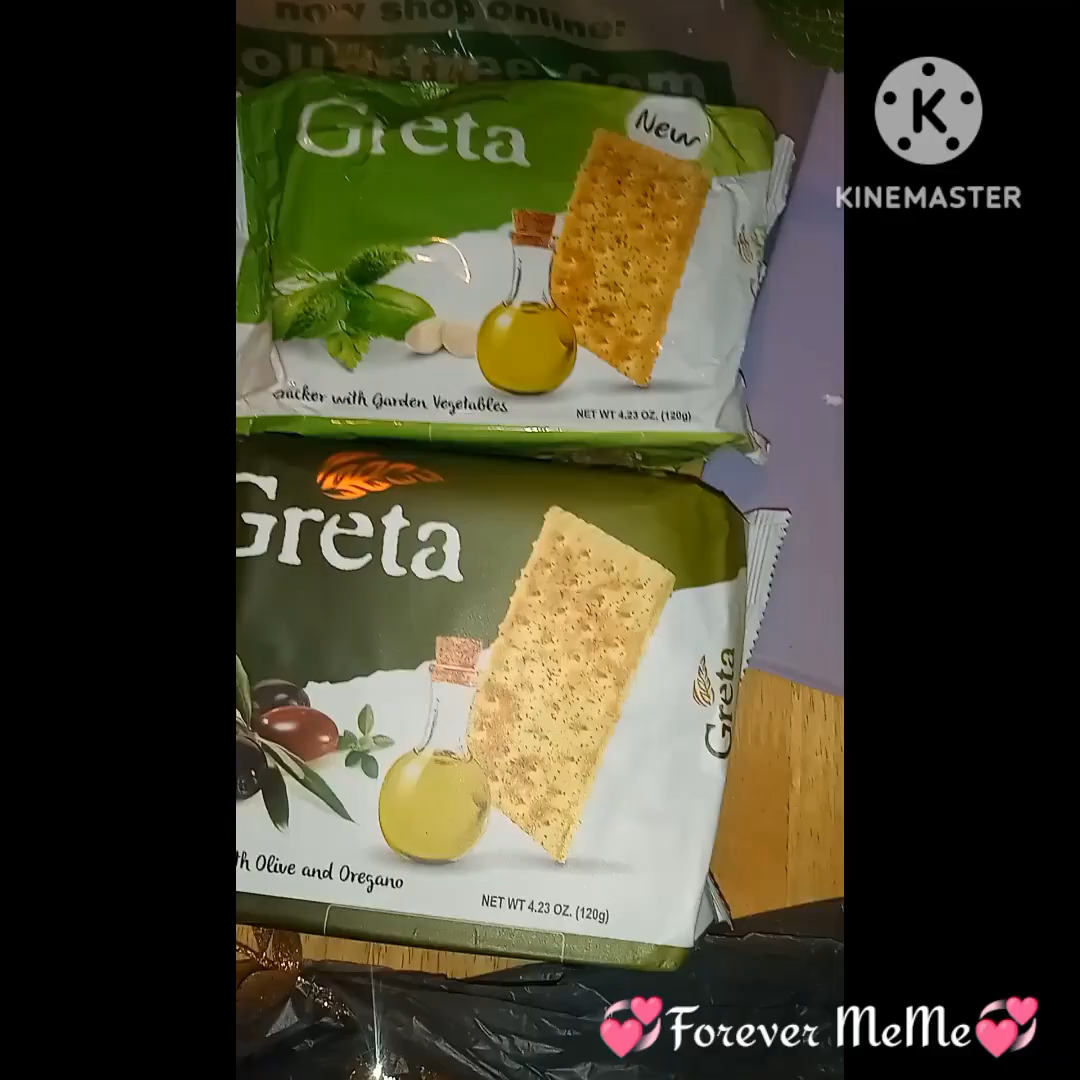 now shop online:
Greta
New
K
KINEMASTER
with Garden Vegetables
NET WT 4.23 OZ. (120g)
Greta
Greta
Olive and Oregano
NET WT 4.23 OZ. (120g)
💞Forever MeMe💞